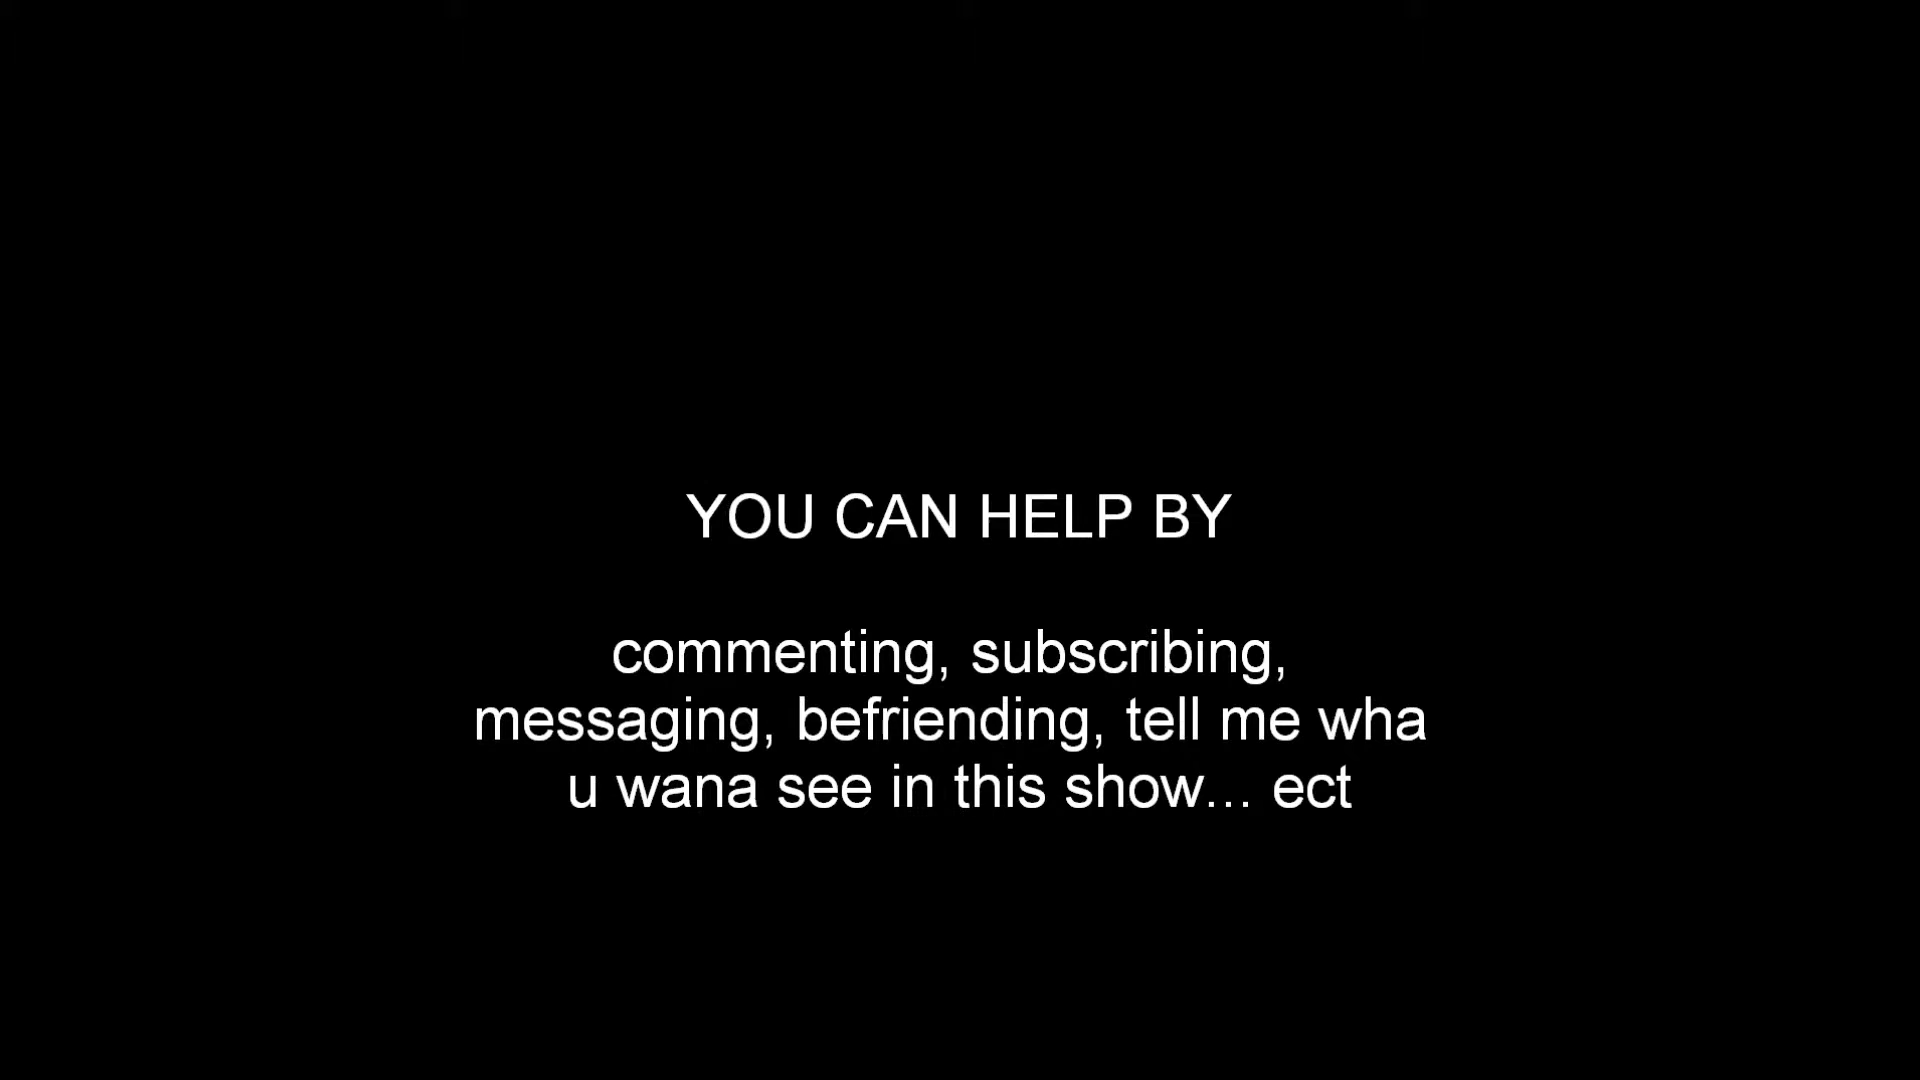 YOU CAN HELP BY
commenting, subscribing,
messaging, befriending, tell me wha
u wana see in this show... ect